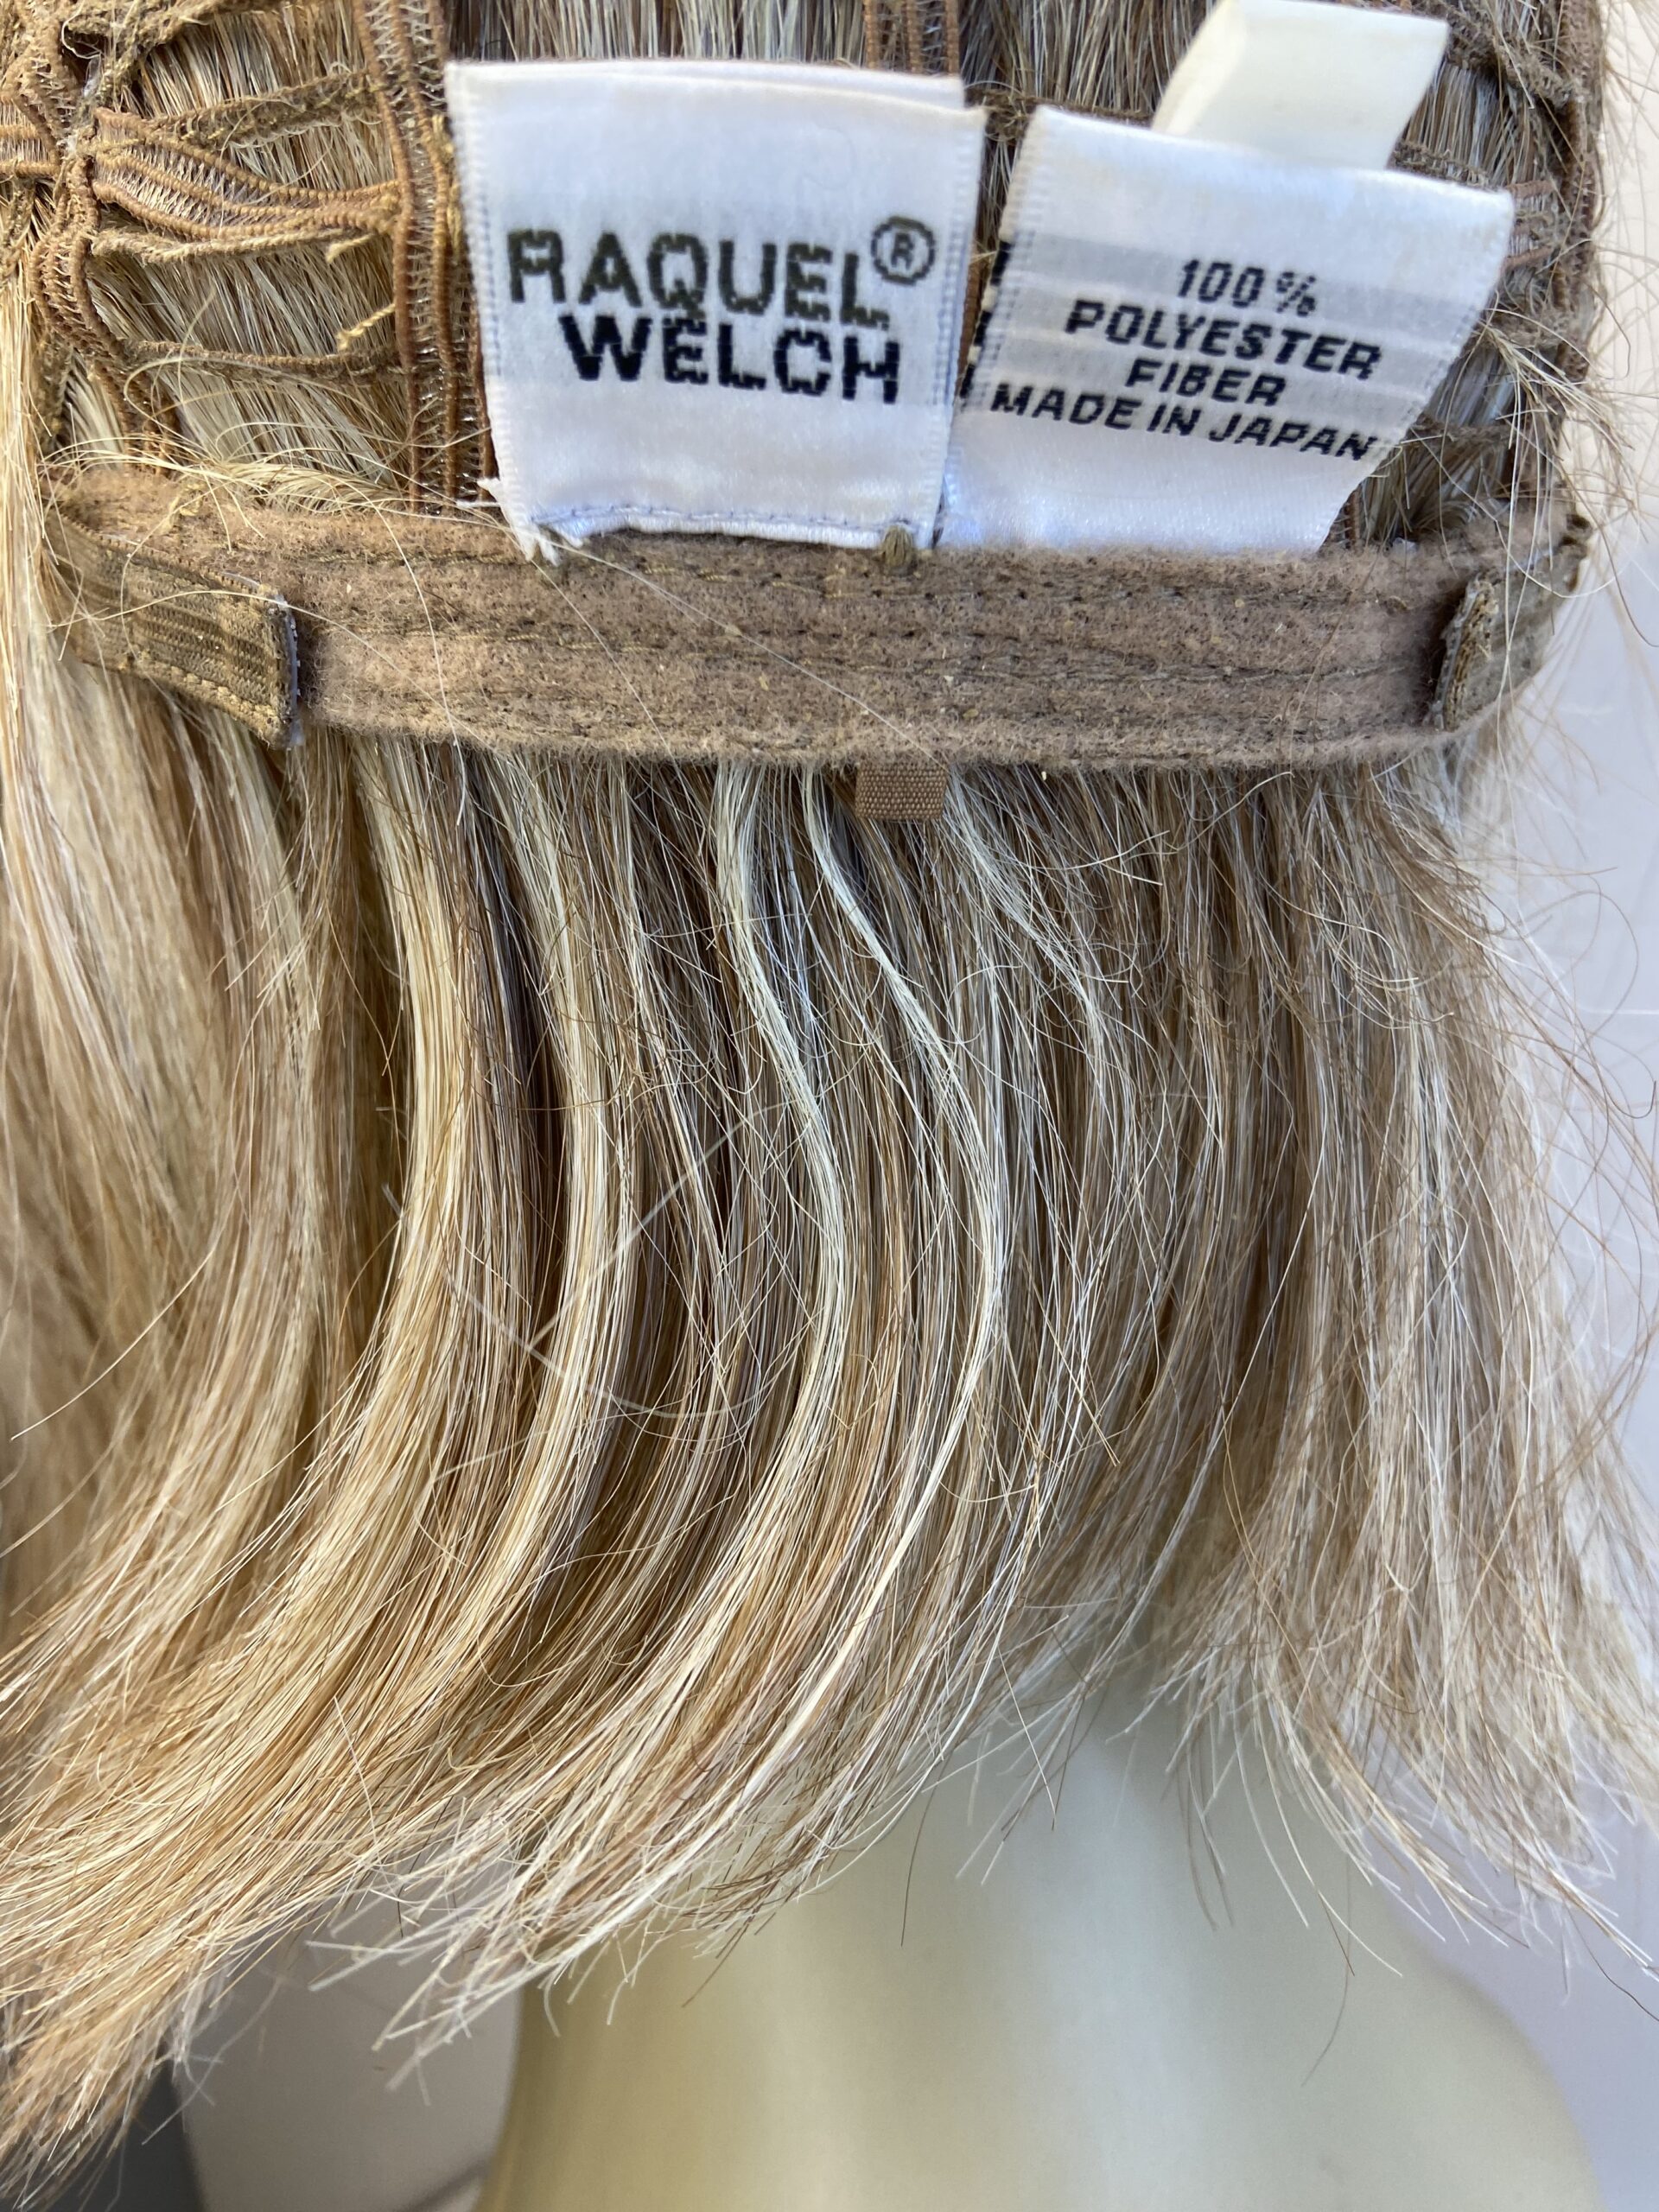 RAQUEL®
WELCH
100%
POLYESTER
FIBER
MADE IN JAPAN